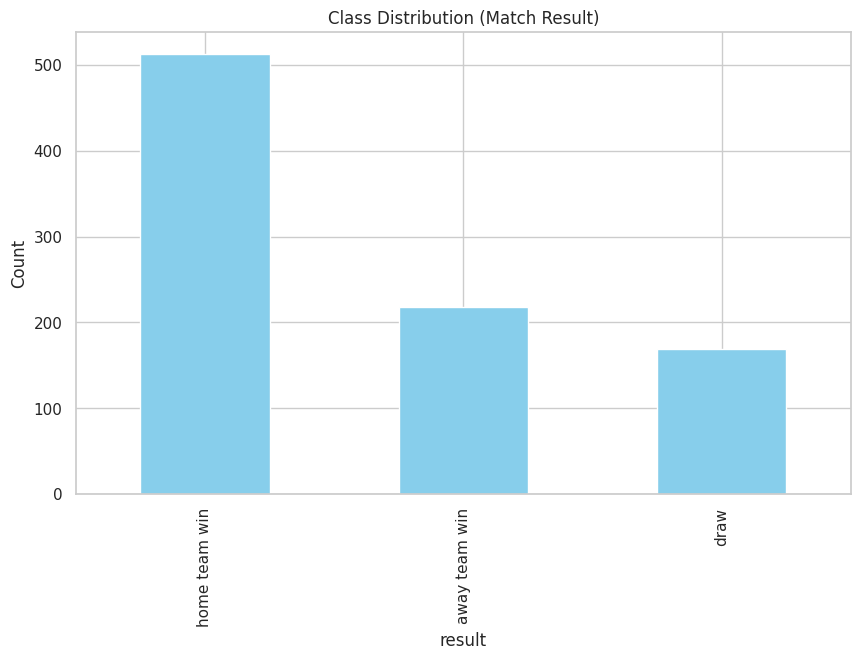 Class Distribution (Match Result)
500
400
300
200
100
0
Count
home team win
away team win
draw
result